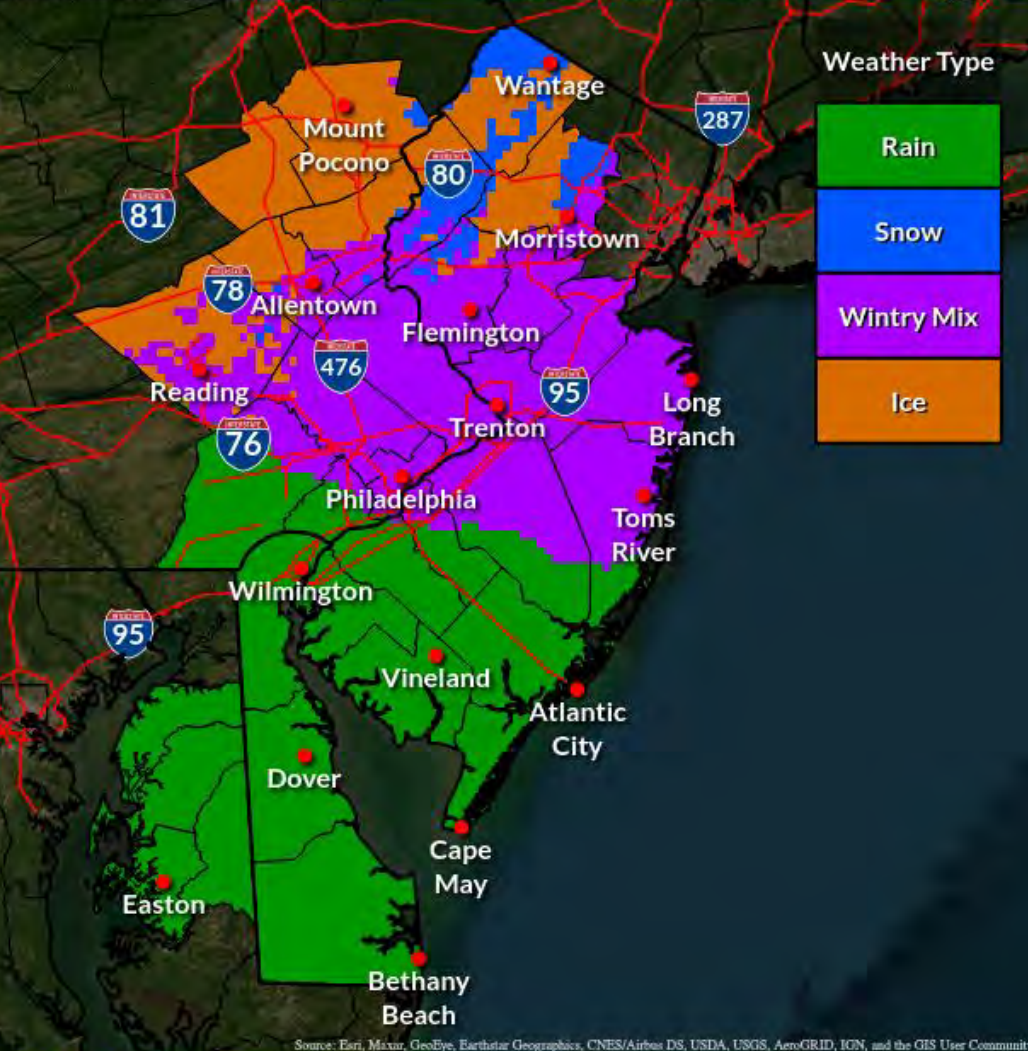 Weather Type
Rain
Snow
Wintry Mix
Ice
Wantage
287
Mount
Pocono
80
81
Morristown
78
Allentown
Flemington
476
95
Reading
Long
Branch
Trenton
76
Philadelphia
Toms
River
Wilmington
95
Vineland
Atlantic
City
Dover
Cape
May
Easton
Bethany
Beach
Source: Esri, Maxar, GeoEye, Earthstar Geographics, CNES/Airbus DS, USDA, USGS, AeroGRID, IGN, and the GIS User Communit